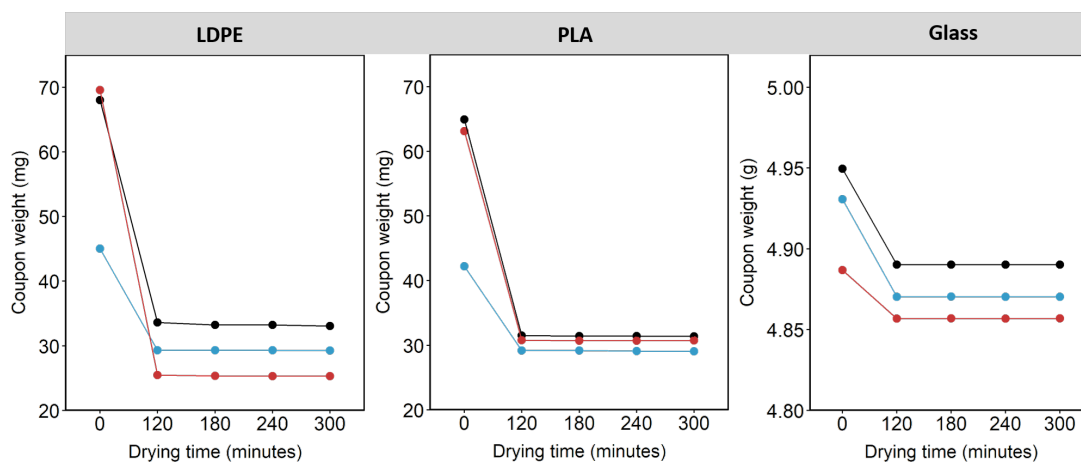 LDPE
PLA
Glass
Coupon weight (mg)
70
60
50
40
30
20
0 120 180 240 300
Drying time (minutes)
Coupon weight (mg)
70
60
50
40
30
20
0 120 180 240 300
Drying time (minutes)
Coupon weight (g)
5.00
4.95
4.90
4.85
4.80
0 120 180 240 300
Drying time (minutes)